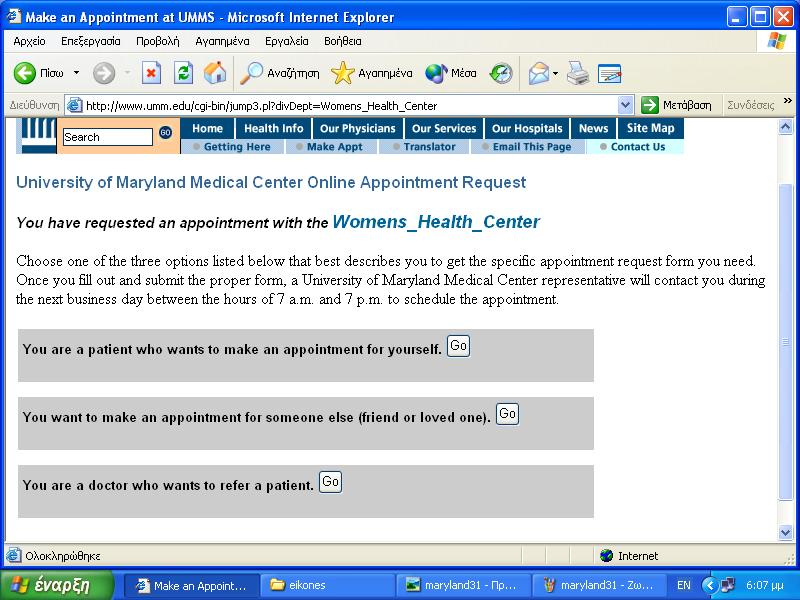 Make an Appointment at UMMS - Microsoft Internet Explorer
Αρχείο Επεξεργασία Προβολή Αγαπημένα Εργαλεία Βοήθεια
Πίσω Αναζήτηση Αγαπημένα Μέσα
Διεύθυνση http://www.umm.edu/cgi-bin/jump3.pl?divDept=Womens_Health_Center Μετάβαση Συνδέσεις »
Search GO Home Health Info Our Physicians Our Services Our Hospitals News Site Map
Getting Here Make Appt Translator Email This Page Contact Us
University of Maryland Medical Center Online Appointment Request
You have requested an appointment with the Womens_Health_Center
Choose one of the three options listed below that best describes you to get the specific appointment request form you need.
Once you fill out and submit the proper form, a University of Maryland Medical Center representative will contact you during
the next business day between the hours of 7 a.m. and 7 p.m. to schedule the appointment.
You are a patient who wants to make an appointment for yourself. Go
You want to make an appointment for someone else (friend or loved one). Go
You are a doctor who wants to refer a patient. Go
Ολοκληρώθηκε Internet
έναρξη Make an Appoint... eikones maryland31 - Πρ... maryland31 - Ζω... EN 6:07 μμ